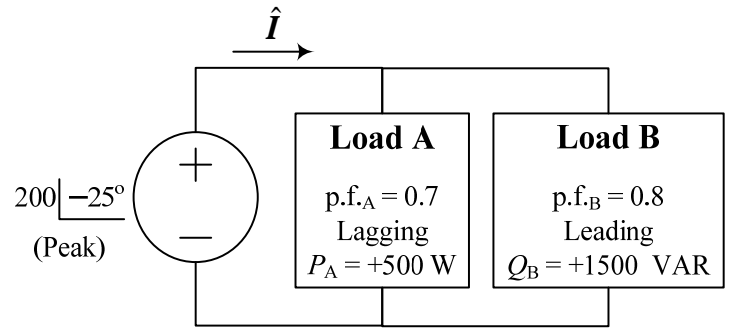 Î
200∠−25°
(Peak)
+
−
Load A
p.f.A = 0.7
Lagging
PA = +500 W
Load B
p.f.B = 0.8
Leading
QB = +1500 VAR